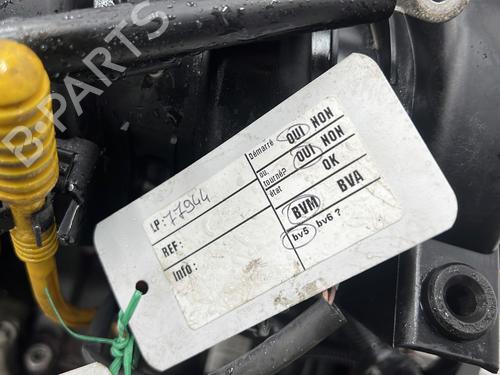 B-PARTS
LP: 77944
REF:
Info:
Démarré OUI NON
ou tourné? OUI NON
état OK
BVM BVA
bv5 bv6 ?